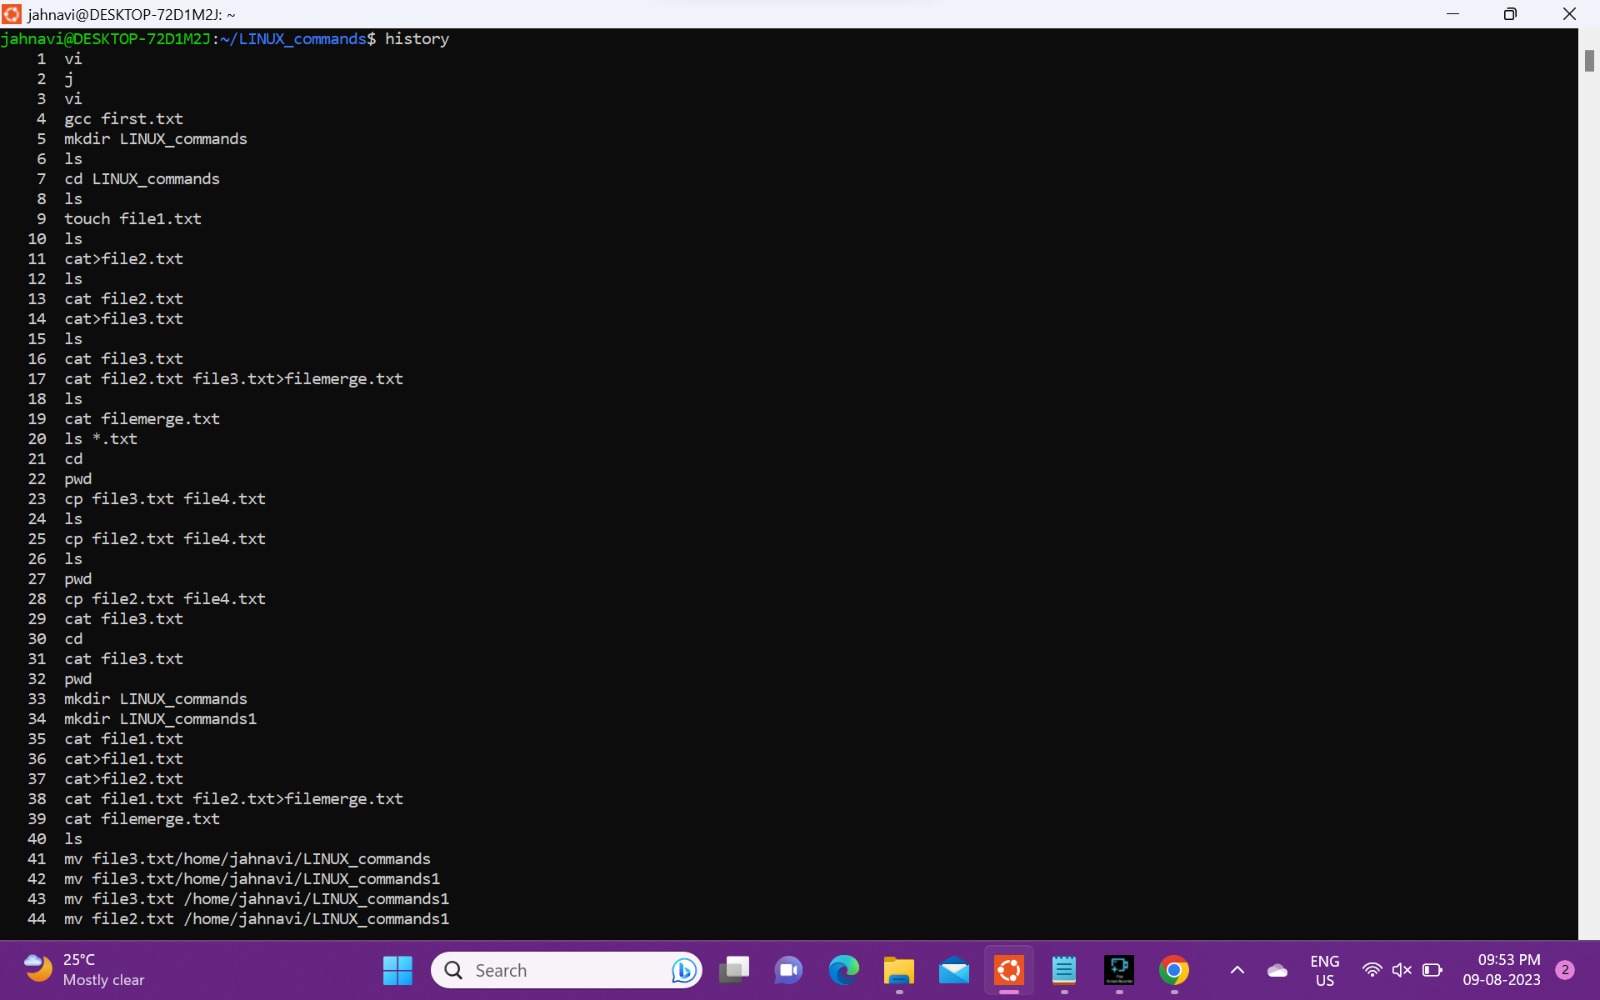 jahnavi@DESKTOP-72D1M2J: ~
jahnavi@DESKTOP-72D1M2J:~/LINUX_commands$ history
1 vi
2 j
3 vi
4 gcc first.txt
5 mkdir LINUX_commands
6 ls
7 cd LINUX_commands
8 ls
9 touch file1.txt
10 ls
11 cat>file2.txt
12 ls
13 cat file2.txt
14 cat>file3.txt
15 ls
16 cat file3.txt
17 cat file2.txt file3.txt>filemerge.txt
18 ls
19 cat filemerge.txt
20 ls *.txt
21 cd
22 pwd
23 cp file3.txt file4.txt
24 ls
25 cp file2.txt file4.txt
26 ls
27 pwd
28 cp file2.txt file4.txt
29 cat file3.txt
30 cd
31 cat file3.txt
32 pwd
33 mkdir LINUX_commands
34 mkdir LINUX_commands1
35 cat file1.txt
36 cat>file1.txt
37 cat>file2.txt
38 cat file1.txt file2.txt>filemerge.txt
39 cat filemerge.txt
40 ls
41 mv file3.txt/home/jahnavi/LINUX_commands
42 mv file3.txt/home/jahnavi/LINUX_commands1
43 mv file3.txt /home/jahnavi/LINUX_commands1
44 mv file2.txt /home/jahnavi/LINUX_commands1
25°C
Mostly clear
Search
ENG
US
09:53 PM
09-08-2023
2